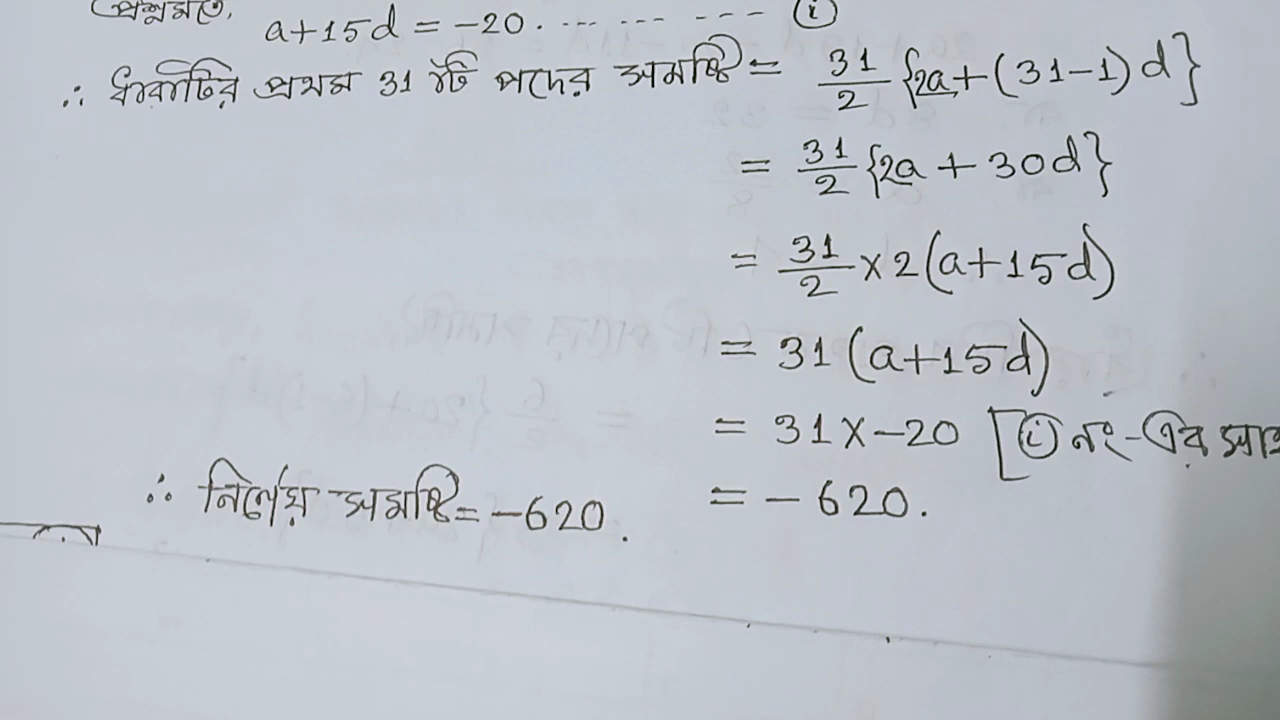 প্রশ্নমতে,
a+15d = -20. ... ... --- (i)
∴ ধারাটির প্রথম 31 টি পদের সমষ্টি = 31/2 {2a+(31-1)d}
= 31/2 {2a + 30d}
= 31/2 × 2(a+15d)
= 31(a+15d)
= 31×-20 [(i) নং-এর
= - 620.
∴ নির্ণেয় সমষ্টি = -620.